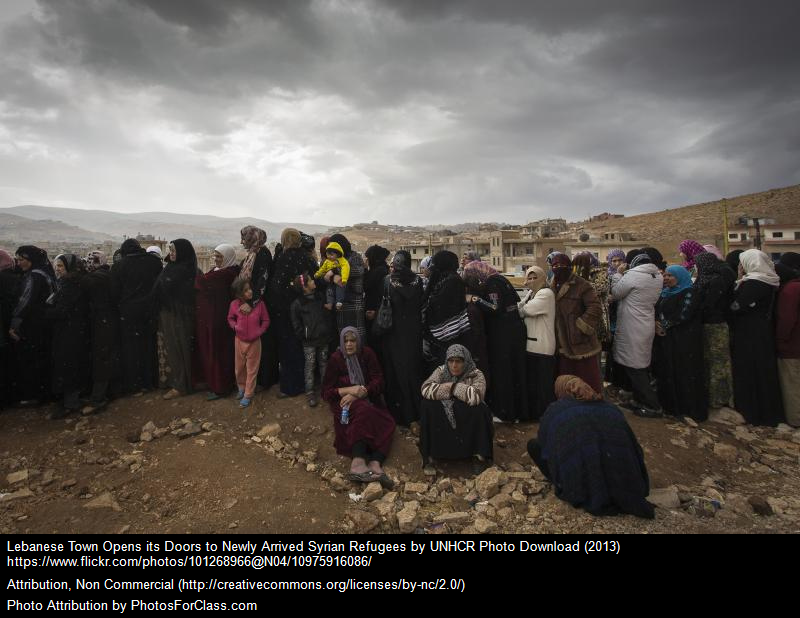 Lebanese Town Opens its Doors to Newly Arrived Syrian Refugees by UNHCR Photo Download (2013)
https://www.flickr.com/photos/101268966@N04/10975916086/
Attribution, Non Commercial (http://creativecommons.org/licenses/by-nc/2.0/)
Photo Attribution by PhotosForClass.com